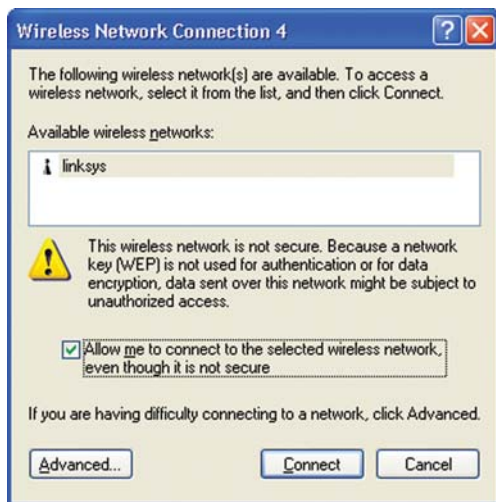 Wireless Network Connection 4
The following wireless network(s) are available. To access a
wireless network, select it from the list, and then click Connect.
Available wireless networks:
linksys
This wireless network is not secure. Because a network
key (WEP) is not used for authentication or for data
encryption, data sent over this network might be subject to
unauthorized access.
Allow me to connect to the selected wireless network,
even though it is not secure
If you are having difficulty connecting to a network, click Advanced.
Advanced... Connect Cancel